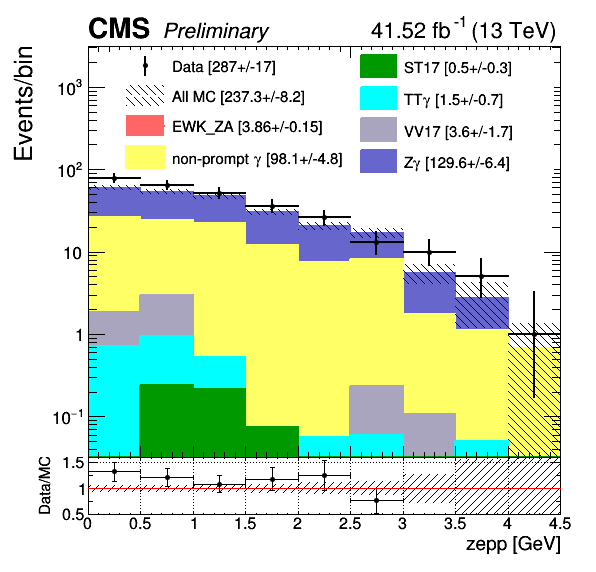 CMS Preliminary 41.52 fb⁻¹ (13 TeV)
Events/bin
Data [287+/-17]
All MC [237.3+/-8.2]
EWK_ZA [3.86+/-0.15]
non-prompt γ [98.1+/-4.8]
ST17 [0.5+/-0.3]
TTγ [1.5+/-0.7]
VV17 [3.6+/-1.7]
Zγ [129.6+/-6.4]
10³
10²
10
1
10⁻¹
Data/MC
1.5
1
0.5
0 0.5 1 1.5 2 2.5 3 3.5 4 4.5
zepp [GeV]